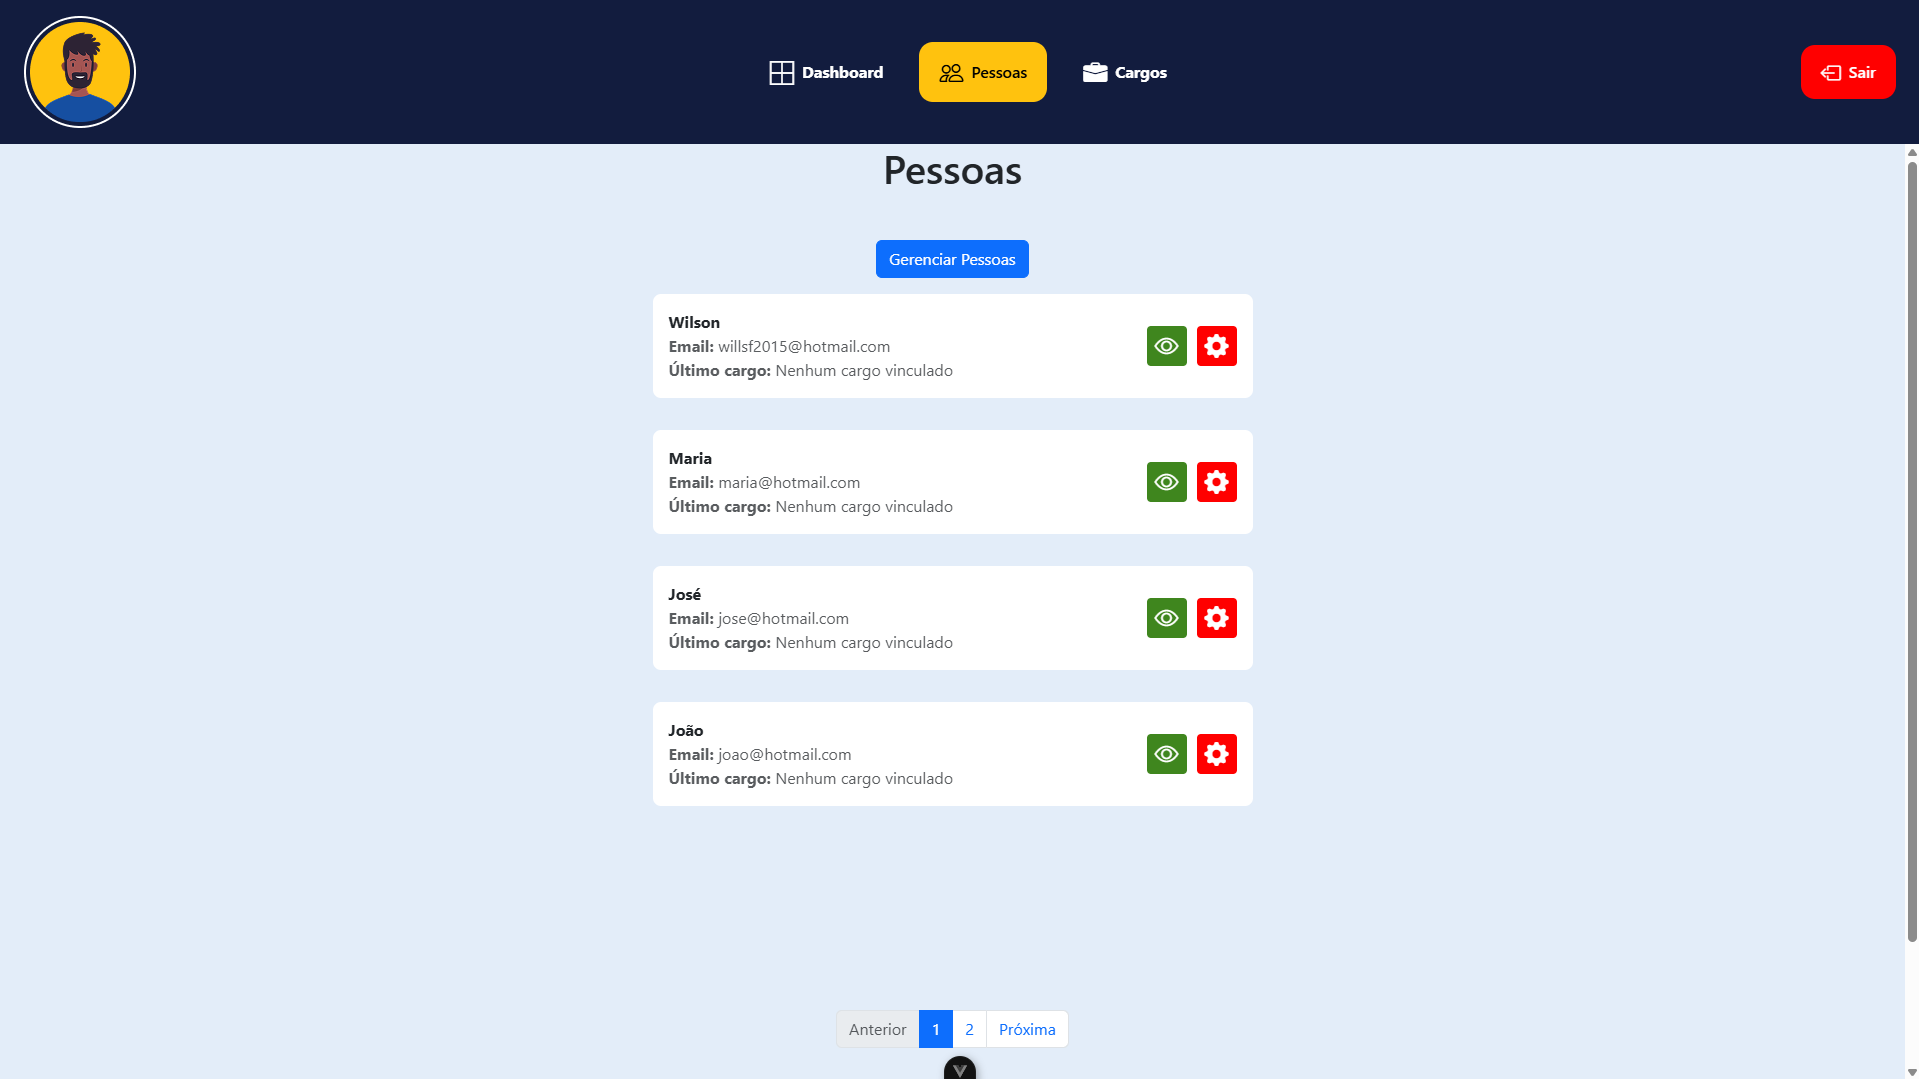 Dashboard
Pessoas
Cargos
Sair
Pessoas
Gerenciar Pessoas
Wilson
Email: willsf2015@hotmail.com
Último cargo: Nenhum cargo vinculado
Maria
Email: maria@hotmail.com
Último cargo: Nenhum cargo vinculado
José
Email: jose@hotmail.com
Último cargo: Nenhum cargo vinculado
João
Email: joao@hotmail.com
Último cargo: Nenhum cargo vinculado
Anterior 1 2 Próxima